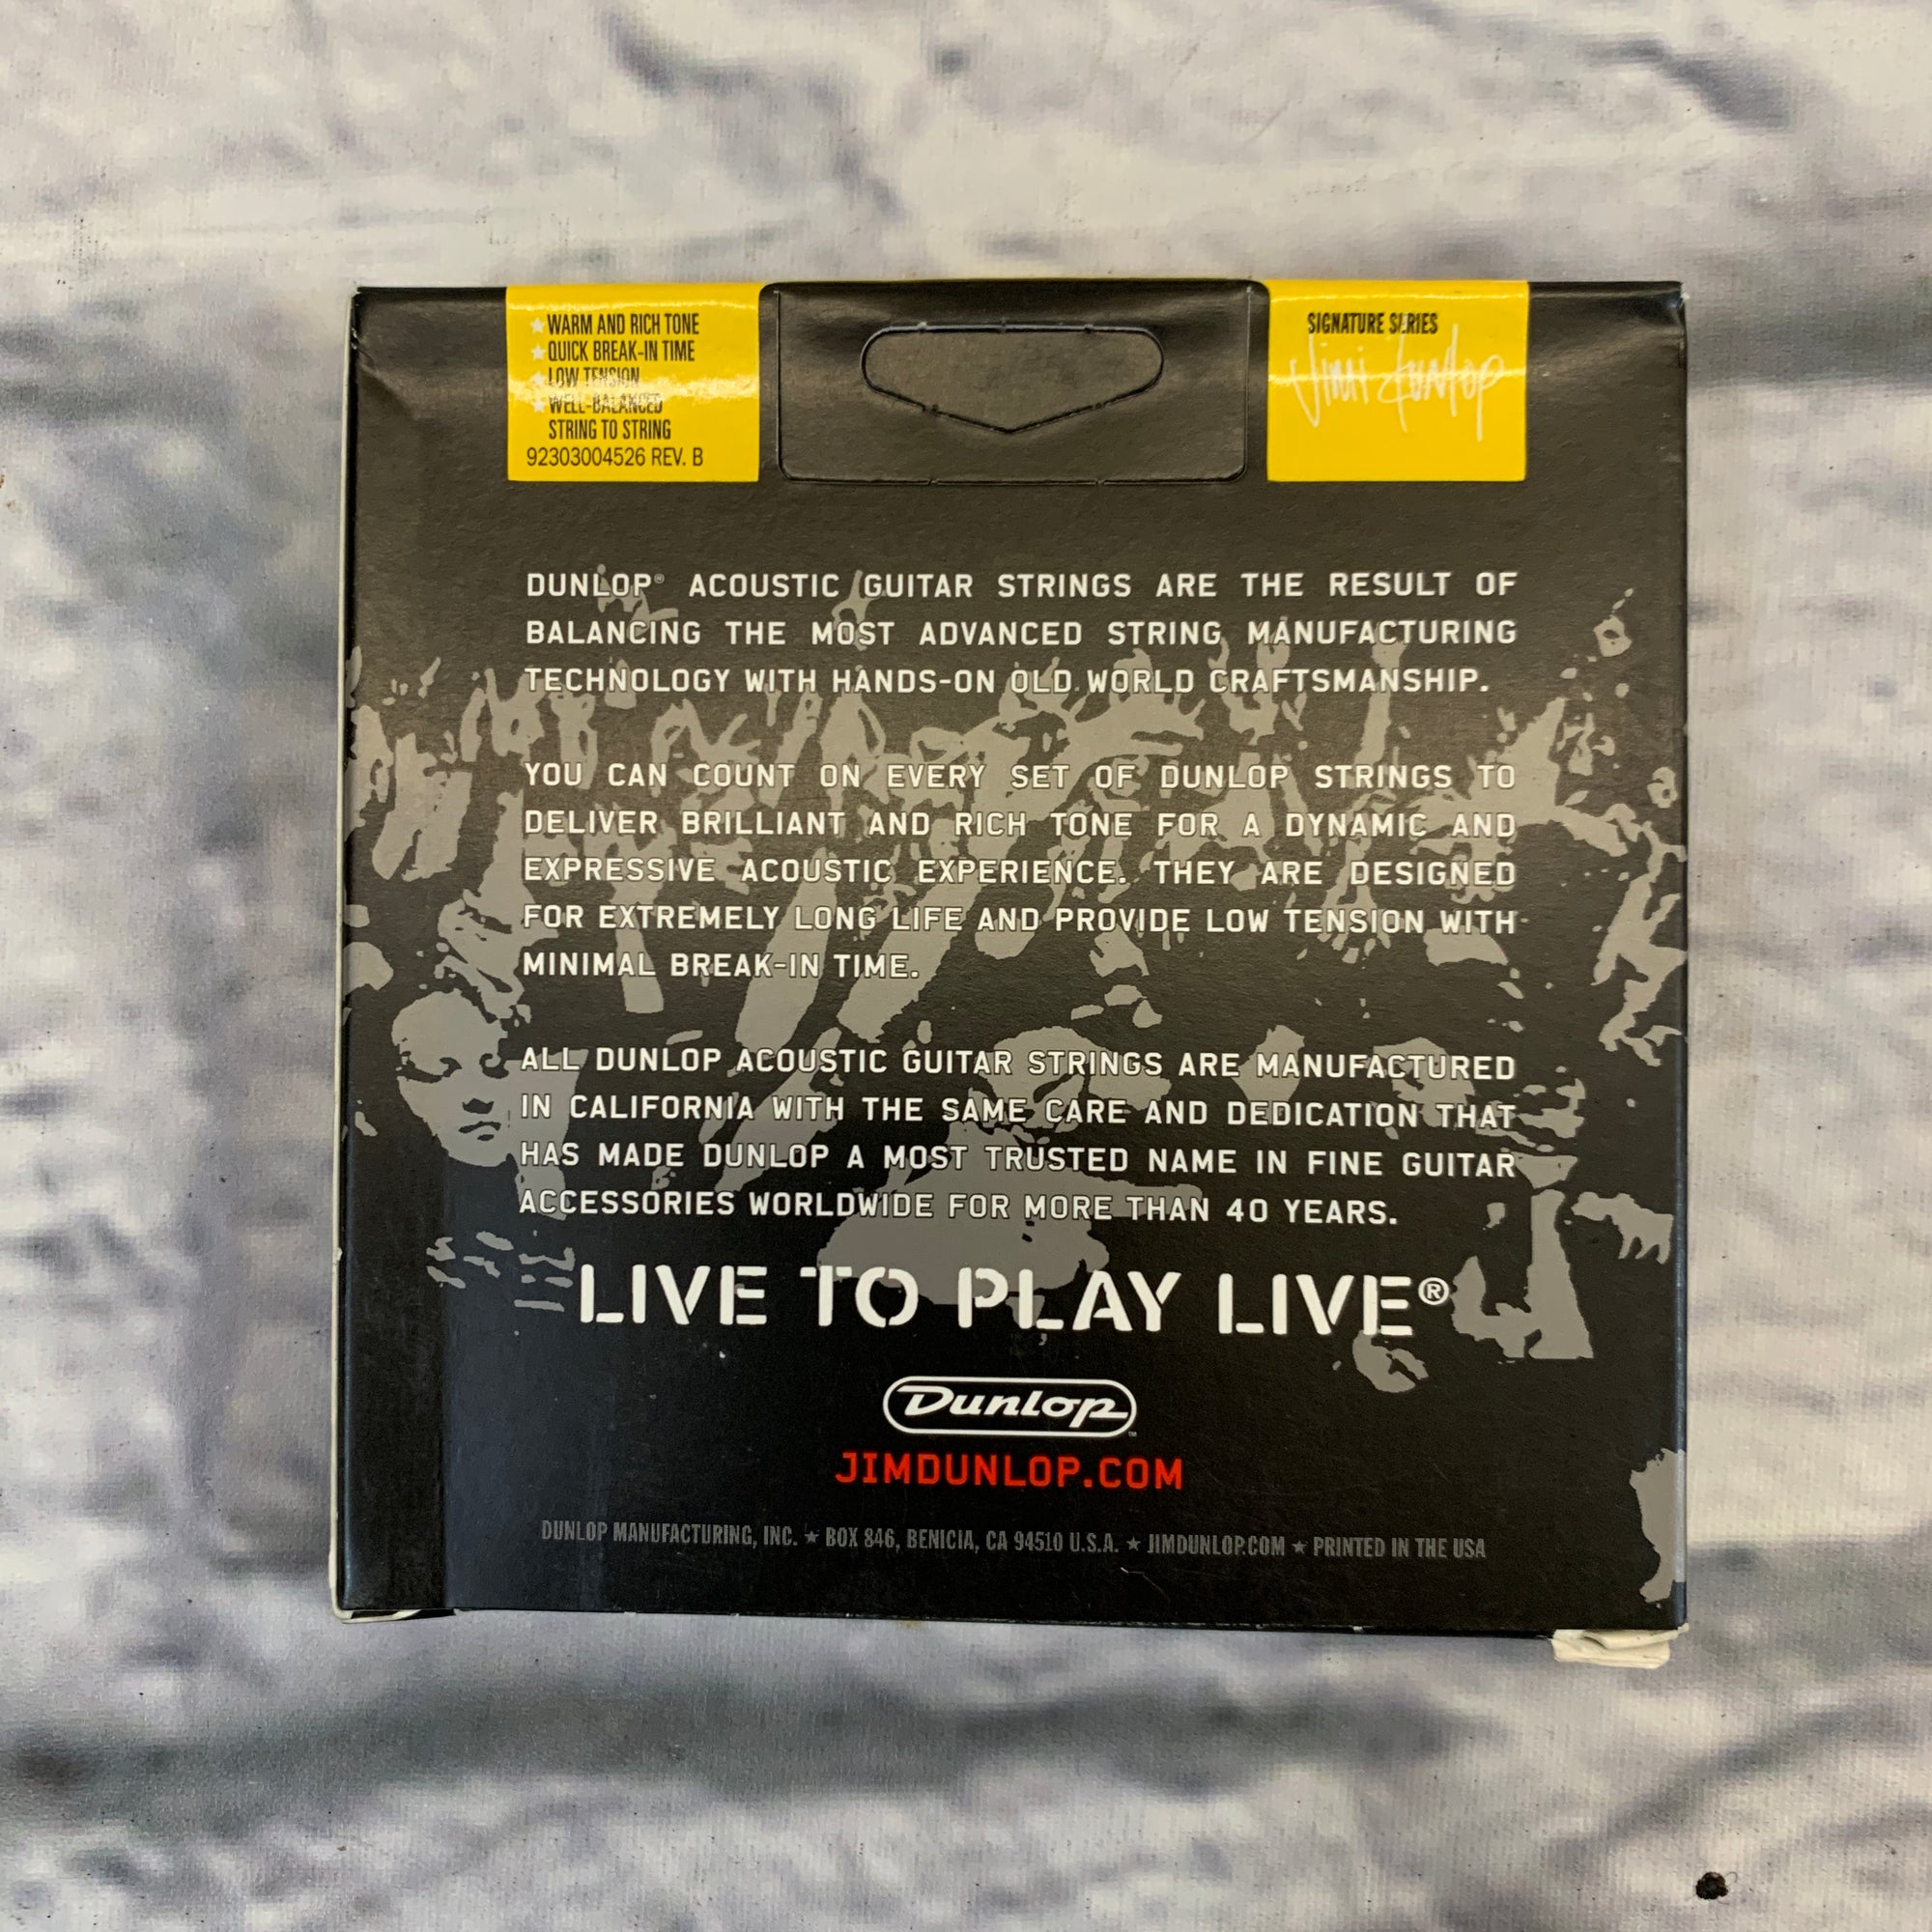 ★ WARM AND RICH TONE
★ QUICK BREAK-IN TIME
★ LOW TENSION
★ WELL-BALANCED
STRING TO STRING
92303004526 REV. B
SIGNATURE SERIES
Jimi Dunlop
DUNLOP® ACOUSTIC GUITAR STRINGS ARE THE RESULT OF
BALANCING THE MOST ADVANCED STRING MANUFACTURING
TECHNOLOGY WITH HANDS-ON OLD WORLD CRAFTSMANSHIP.
YOU CAN COUNT ON EVERY SET OF DUNLOP STRINGS TO
DELIVER BRILLIANT AND RICH TONE FOR A DYNAMIC AND
EXPRESSIVE ACOUSTIC EXPERIENCE. THEY ARE DESIGNED
FOR EXTREMELY LONG LIFE AND PROVIDE LOW TENSION WITH
MINIMAL BREAK-IN TIME.
ALL DUNLOP ACOUSTIC GUITAR STRINGS ARE MANUFACTURED
IN CALIFORNIA WITH THE SAME CARE AND DEDICATION THAT
HAS MADE DUNLOP A MOST TRUSTED NAME IN FINE GUITAR
ACCESSORIES WORLDWIDE FOR MORE THAN 40 YEARS.
LIVE TO PLAY LIVE®
Dunlop™
JIMDUNLOP.COM
DUNLOP MANUFACTURING, INC. ★ BOX 846, BENICIA, CA 94510 U.S.A. ★ JIMDUNLOP.COM ★ PRINTED IN THE USA